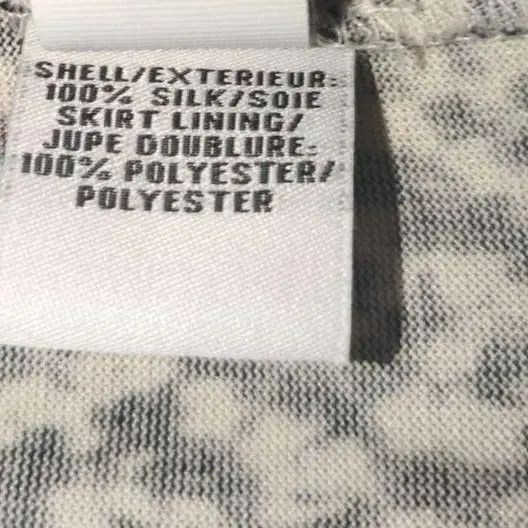 SHELL/EXTERIEUR:
100% SILK/SOIE
SKIRT LINING/
JUPE DOUBLURE:
100% POLYESTER/
POLYESTER